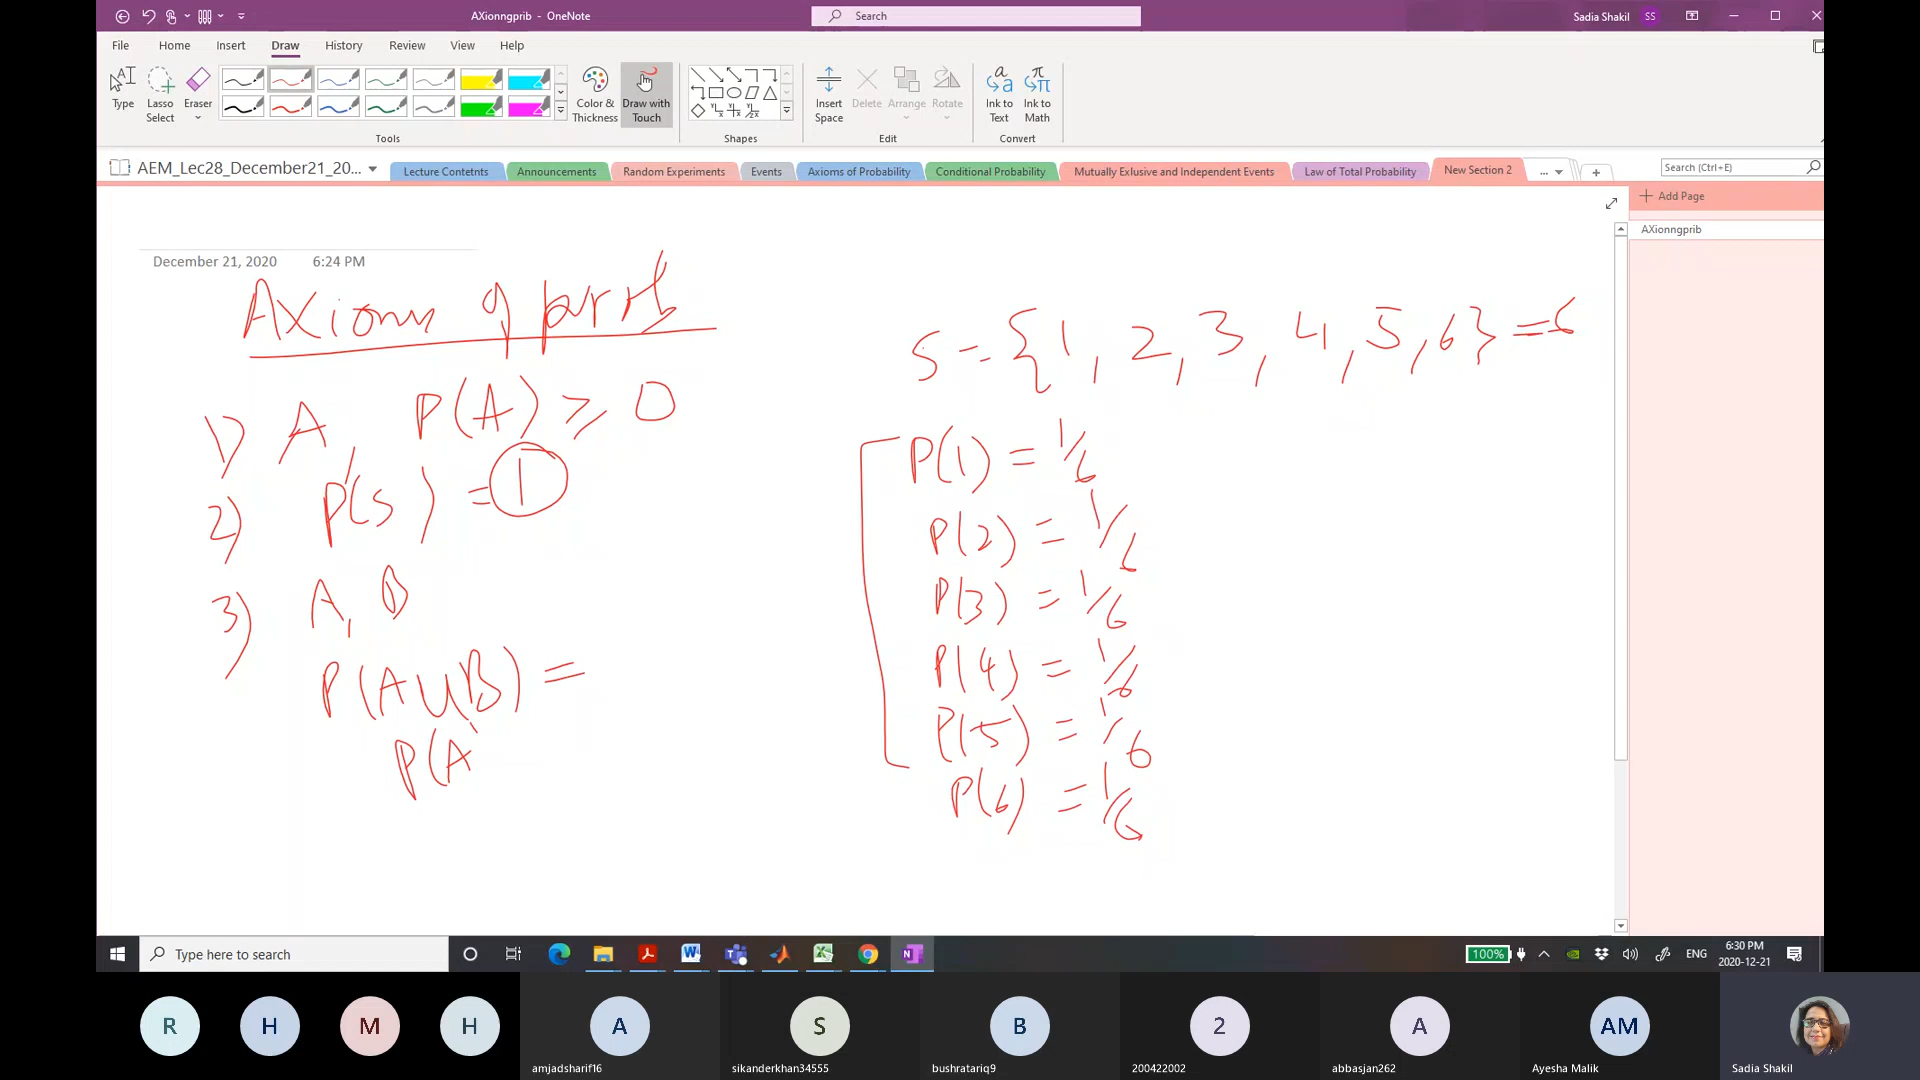 AXionngprib - OneNote
Search
Sadia Shakil
SS
File Home Insert Draw History Review View Help
Type
Lasso Select
Eraser
Color & Thickness
Draw with Touch
Insert Space
Delete
Arrange
Rotate
Ink to Text
Ink to Math
Tools
Shapes
Edit
Convert
AEM_Lec28_December21_20...
Lecture Contetnts
Announcements
Random Experiments
Events
Axioms of Probability
Conditional Probability
Mutually Exlusive and Independent Events
Law of Total Probability
New Section 2
...
Search (Ctrl+E)
Add Page
AXionngprib
December 21, 2020 6:24 PM
1) A, P(A) ≥ 0
2) P(S) = 1
3) A, B
P(A∪B) =
P(A
S = {1, 2, 3, 4, 5, 6} = 6
P(1) = 1/6
P(2) = 1/6
P(3) = 1/6
P(4) = 1/6
P(5) = 1/6
P(6) = 1/6
Type here to search
100%
ENG
6:30 PM
2020-12-21
R
H
M
H
A
amjadsharif16
S
sikanderkhan34555
B
bushratariq9
2
200422002
A
abbasjan262
AM
Ayesha Malik
Sadia Shakil